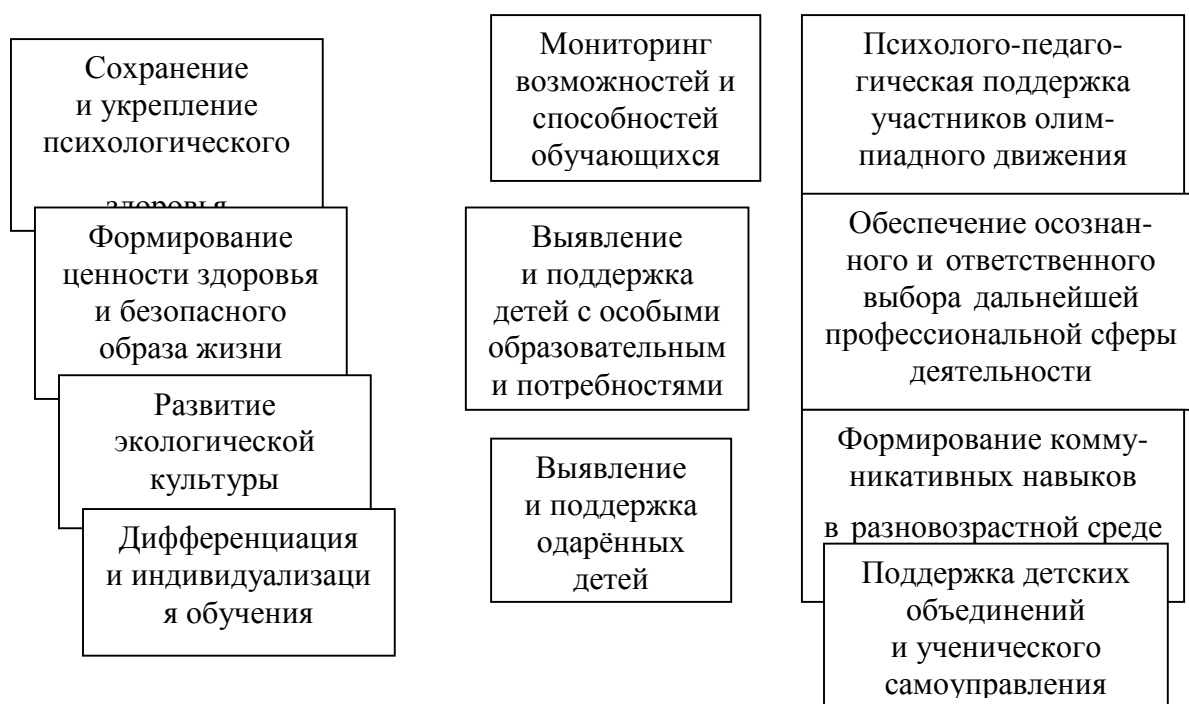 Сохранение
и укрепление
психологического
здоровья
Формирование
ценности здоровья
и безопасного
образа жизни
Развитие
экологической
культуры
Дифференциация
и индивидуализаци
я обучения
Мониторинг
возможностей и
способностей
обучающихся
Выявление
и поддержка
детей с особыми
образовательным
и потребностями
Выявление
и поддержка
одарённых
детей
Психолого-педаго-
гическая поддержка
участников олим-
пиадного движения
Обеспечение осознан-
ного и ответственного
выбора дальнейшей
профессиональной сферы
деятельности
Формирование комму-
никативных навыков
в разновозрастной среде
Поддержка детских
объединений
и ученического
самоуправления